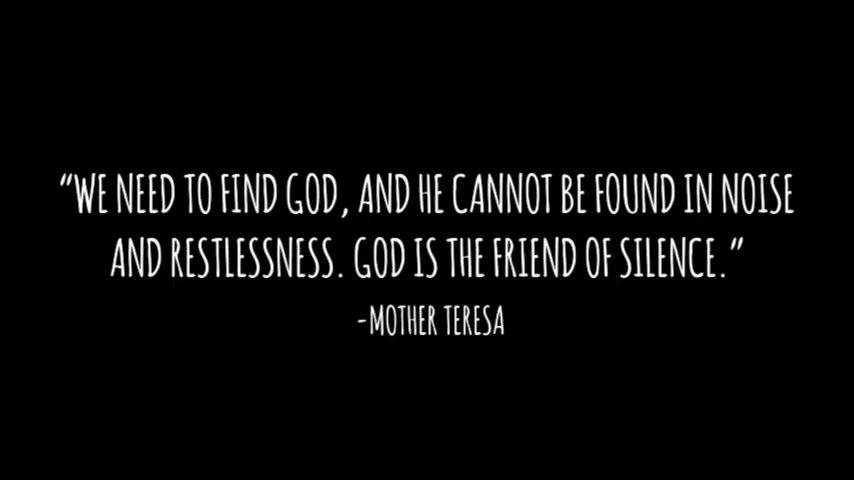 “WE NEED TO FIND GOD, AND HE CANNOT BE FOUND IN NOISE
AND RESTLESSNESS. GOD IS THE FRIEND OF SILENCE.”
-MOTHER TERESA